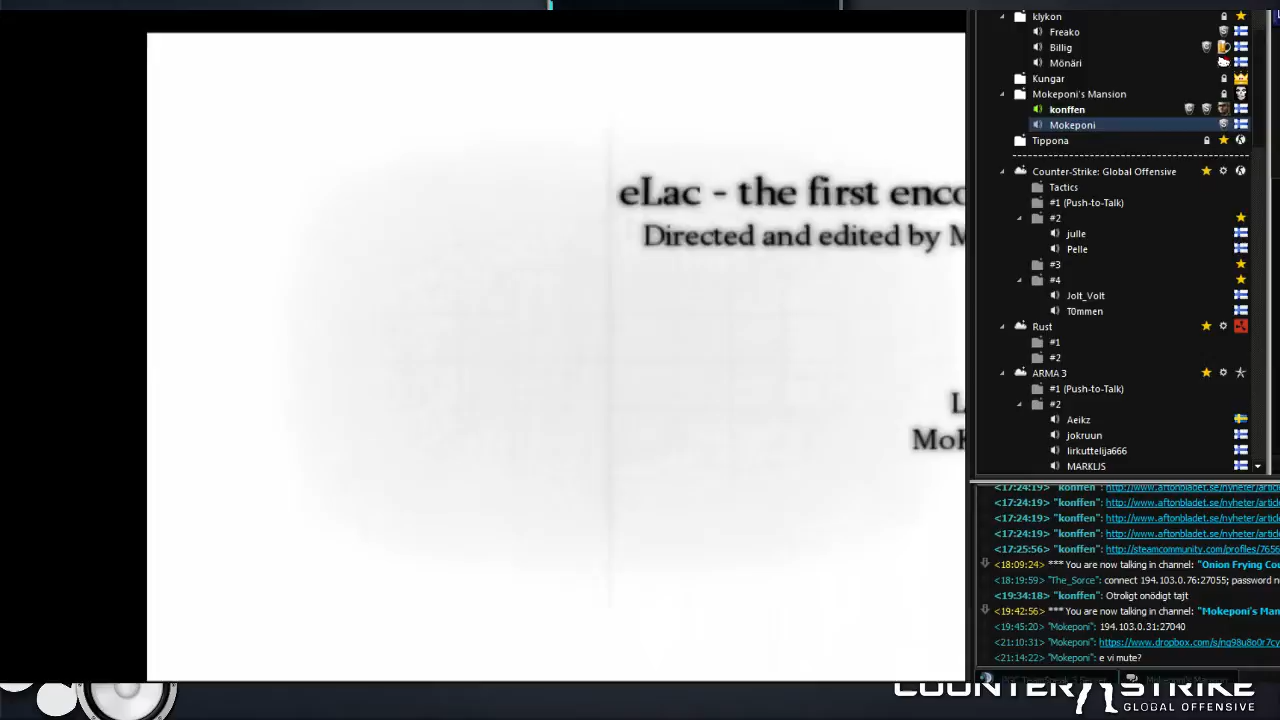 eLac - the first enco
Directed and edited by M
L
MoK
klykon
Freako
Billig
Mönäri
Kungar
Mokeponi's Mansion
konffen
Mokeponi
Tippona
Counter-Strike: Global Offensive
Tactics
#1 (Push-to-Talk)
#2
julle
Pelle
#3
#4
Jolt_Volt
T0mmen
Rust
#1
#2
ARMA 3
#1 (Push-to-Talk)
#2
Aeikz
jokruun
lirkuttelija666
MARKUS
<17:24:19> "konffen": http://www.aftonbladet.se/nyheter/artic
<17:24:19> "konffen": http://www.aftonbladet.se/nyheter/artic
<17:24:19> "konffen": http://www.aftonbladet.se/nyheter/artic
<17:24:19> "konffen": http://www.aftonbladet.se/nyheter/artic
<17:25:56> "konffen": http://steamcommunity.com/profiles/7656
<18:09:24> *** You are now talking in channel: "Onion Frying Cou
<18:19:59> "The_Sorce": connect 194.103.0.76:27055; password n
<19:34:18> "konffen": Otroligt onödigt tajt
<19:42:56> *** You are now talking in channel: "Mokeponi's Man
<19:45:20> "Mokeponi": 194.103.0.31:27040
<21:10:31> "Mokeponi": https://www.dropbox.com/s/nq98u8o0r7cy
<21:14:22> "Mokeponi": e vi mute?
Mokeponi's Mansion
COUNTER STRIKE
GLOBAL OFFENSIVE